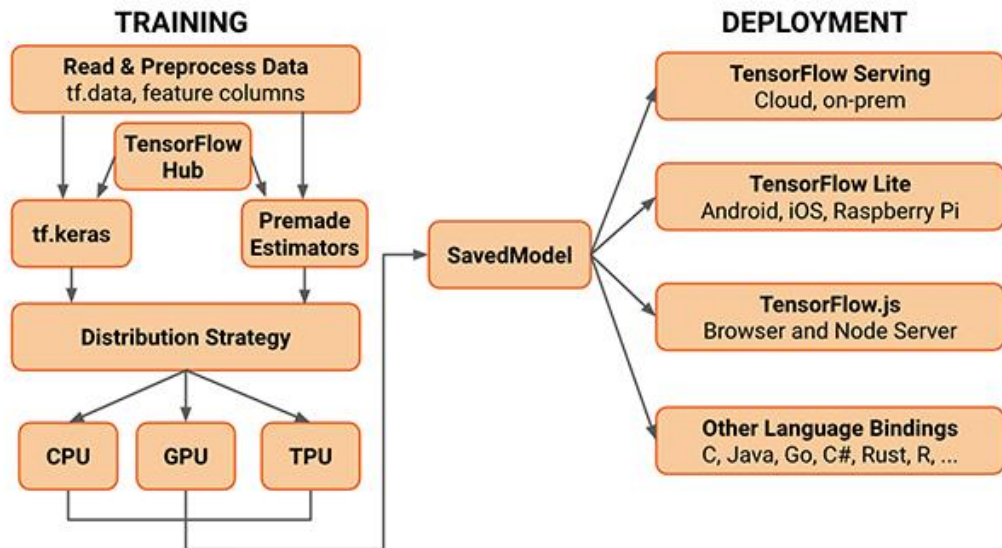 TRAINING
Read & Preprocess Data
tf.data, feature columns
TensorFlow
Hub
tf.keras
Premade
Estimators
Distribution Strategy
CPU
GPU
TPU
SavedModel
DEPLOYMENT
TensorFlow Serving
Cloud, on-prem
TensorFlow Lite
Android, iOS, Raspberry Pi
TensorFlow.js
Browser and Node Server
Other Language Bindings
C, Java, Go, C#, Rust, R, ...